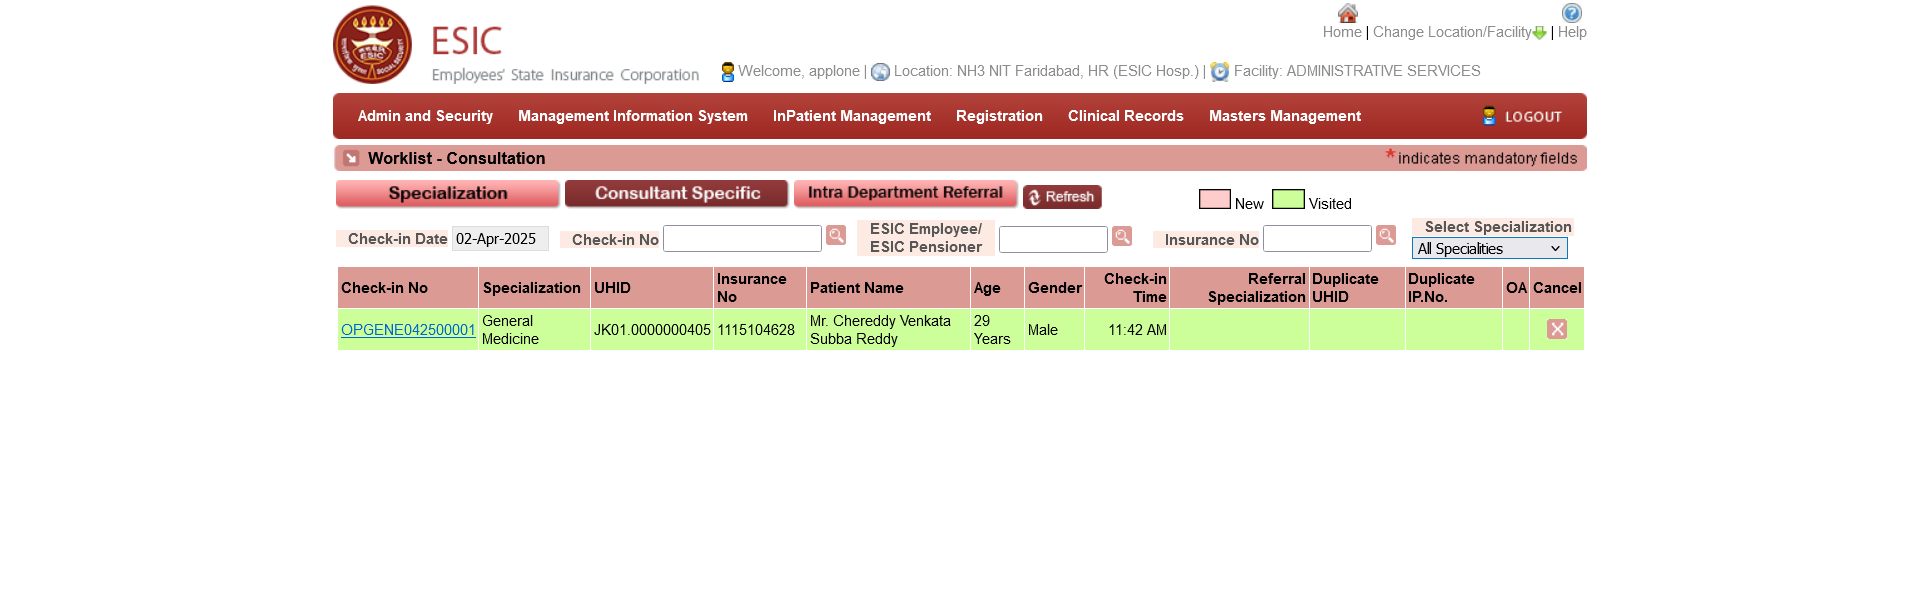 ESIC
Employees' State Insurance Corporation
Home | Change Location/Facility | Help
Welcome, applone | Location: NH3 NIT Faridabad, HR (ESIC Hosp.) | Facility: ADMINISTRATIVE SERVICES
Admin and Security Management Information System InPatient Management Registration Clinical Records Masters Management LOGOUT
Worklist - Consultation * indicates mandatory fields
Specialization Consultant Specific Intra Department Referral Refresh New Visited
Check-in Date 02-Apr-2025 Check-in No ESIC Employee/ ESIC Pensioner Insurance No Select Specialization All Specialities
Check-in No Specialization UHID Insurance No Patient Name Age Gender Check-in Time Referral Specialization Duplicate UHID Duplicate IP.No. OA Cancel
OPGENE042500001 General Medicine JK01.0000000405 1115104628 Mr. Chereddy Venkata Subba Reddy 29 Years Male 11:42 AM